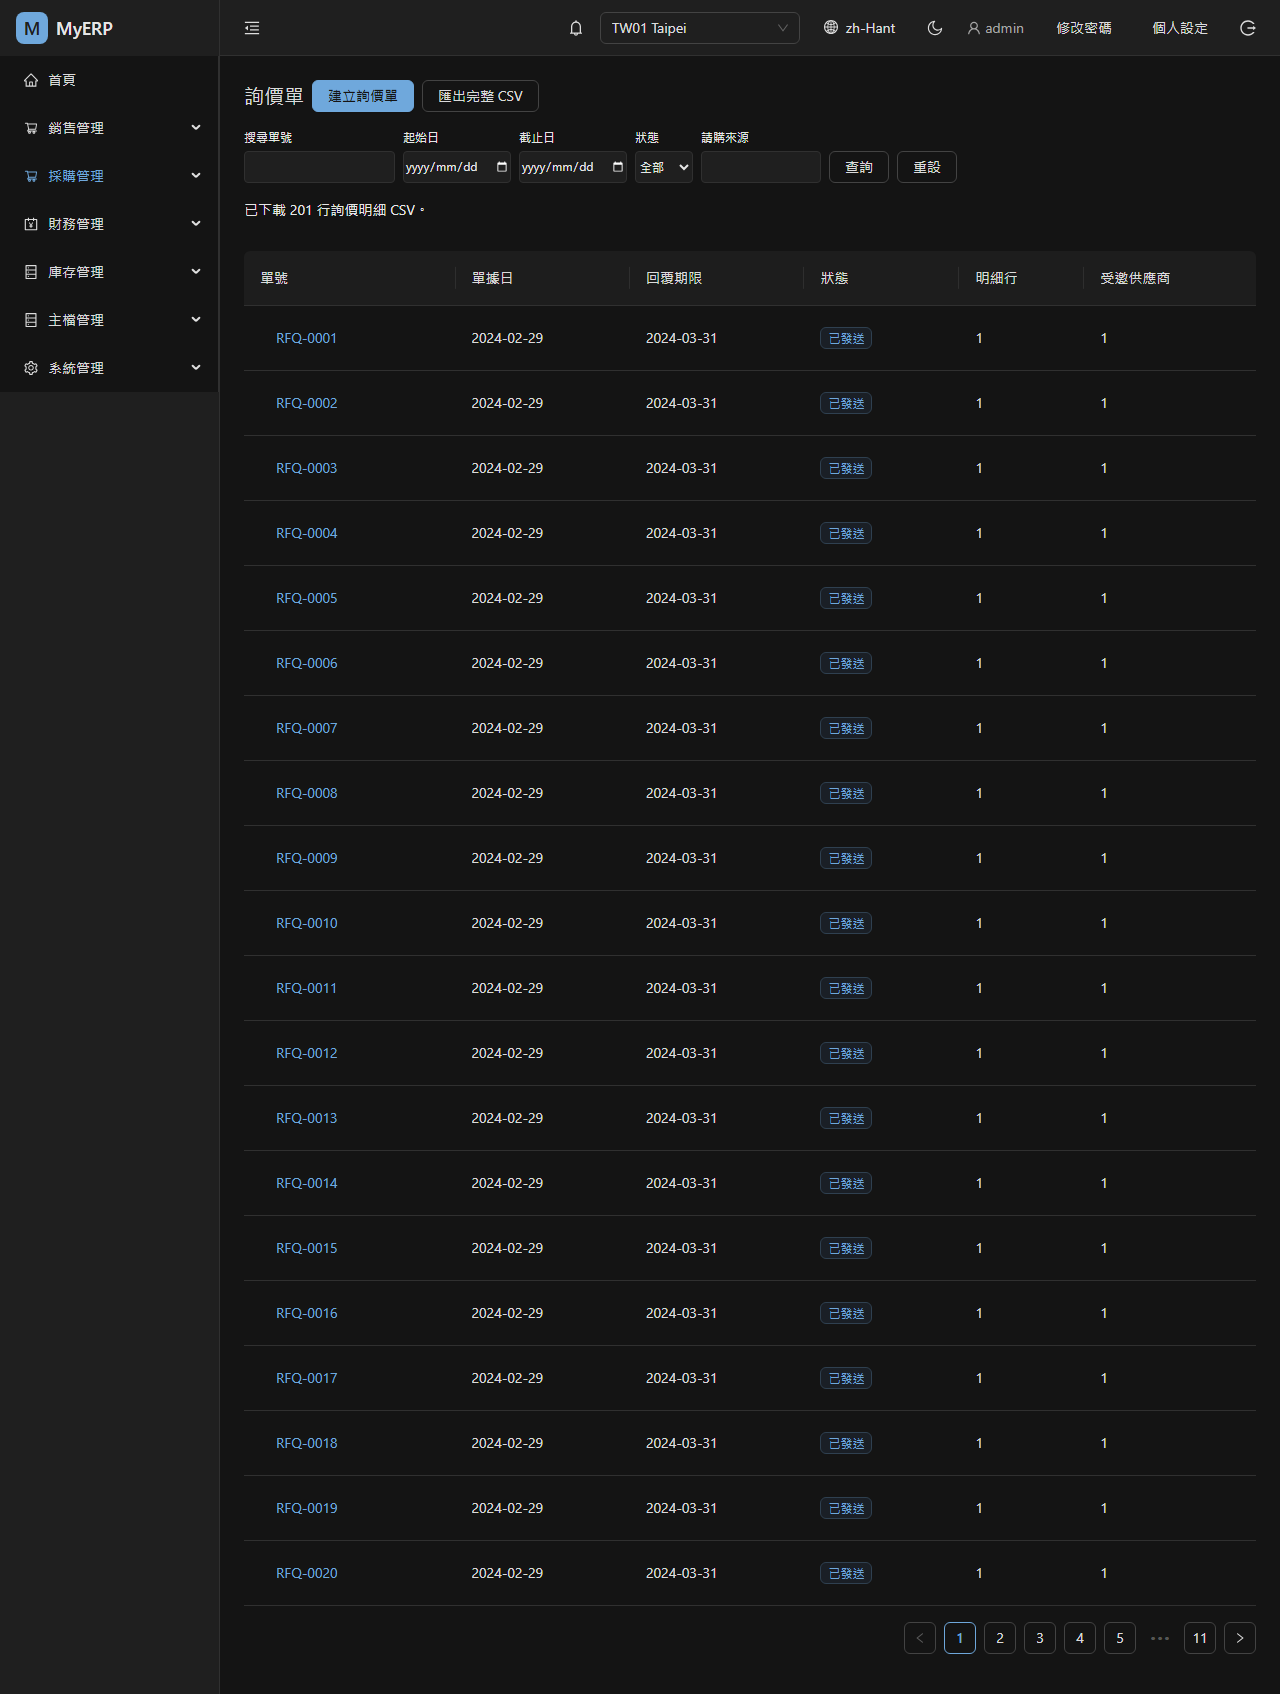 M MyERP
TW01 Taipei
zh-Hant
admin
修改密碼
個人設定
首頁
銷售管理
採購管理
財務管理
庫存管理
主檔管理
系統管理
詢價單 建立詢價單 匯出完整 CSV
搜尋單號 起始日 截止日 狀態 請購來源
yyyy/mm/dd yyyy/mm/dd 全部 查詢 重設
已下載 201 行詢價明細 CSV。
單號 單據日 回覆期限 狀態 明細行 受邀供應商
RFQ-0001 2024-02-29 2024-03-31 已發送 1 1
RFQ-0002 2024-02-29 2024-03-31 已發送 1 1
RFQ-0003 2024-02-29 2024-03-31 已發送 1 1
RFQ-0004 2024-02-29 2024-03-31 已發送 1 1
RFQ-0005 2024-02-29 2024-03-31 已發送 1 1
RFQ-0006 2024-02-29 2024-03-31 已發送 1 1
RFQ-0007 2024-02-29 2024-03-31 已發送 1 1
RFQ-0008 2024-02-29 2024-03-31 已發送 1 1
RFQ-0009 2024-02-29 2024-03-31 已發送 1 1
RFQ-0010 2024-02-29 2024-03-31 已發送 1 1
RFQ-0011 2024-02-29 2024-03-31 已發送 1 1
RFQ-0012 2024-02-29 2024-03-31 已發送 1 1
RFQ-0013 2024-02-29 2024-03-31 已發送 1 1
RFQ-0014 2024-02-29 2024-03-31 已發送 1 1
RFQ-0015 2024-02-29 2024-03-31 已發送 1 1
RFQ-0016 2024-02-29 2024-03-31 已發送 1 1
RFQ-0017 2024-02-29 2024-03-31 已發送 1 1
RFQ-0018 2024-02-29 2024-03-31 已發送 1 1
RFQ-0019 2024-02-29 2024-03-31 已發送 1 1
RFQ-0020 2024-02-29 2024-03-31 已發送 1 1
1 2 3 4 5 ••• 11